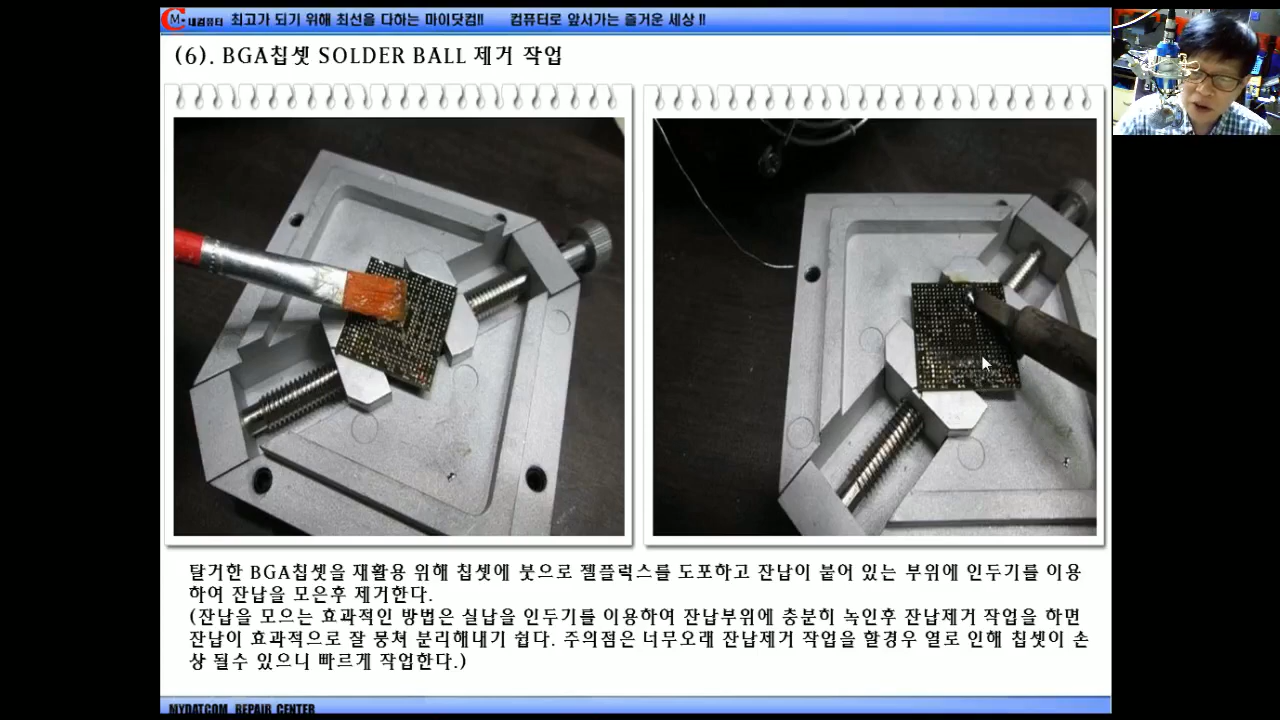 CM 내컴퓨터 최고가 되기 위해 최선을 다하는 마이닷컴!! 컴퓨터로 앞서가는 즐거운 세상 !!
(6). BGA칩셋 SOLDER BALL 제거 작업
탈거한 BGA칩셋을 재활용 위해 칩셋에 붓으로 젤플럭스를 도포하고 잔납이 붙어 있는 부위에 인두기를 이용
하여 잔납을 모은후 제거한다.
(잔납을 모으는 효과적인 방법은 실납을 인두기를 이용하여 잔납부위에 충분히 녹인후 잔납제거 작업을 하면
잔납이 효과적으로 잘 뭉쳐 분리해내기 쉽다. 주의점은 너무오래 잔납제거 작업을 할경우 열로 인해 칩셋이 손
상 될수 있으니 빠르게 작업한다.)
MYDATCOM REPAIR CENTER